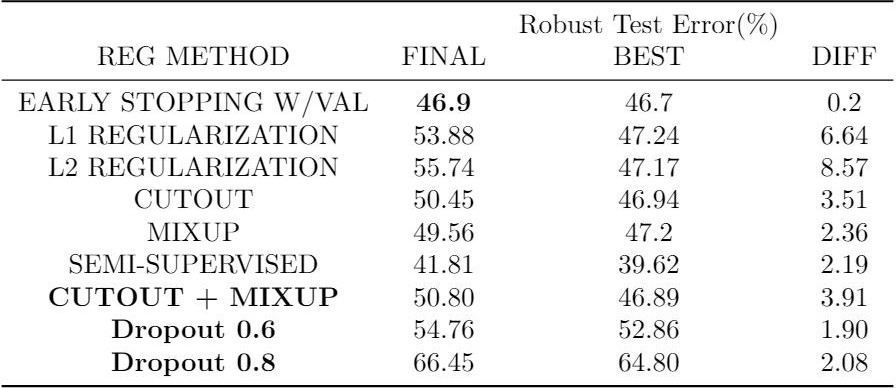 Robust Test Error(%)
REG METHOD FINAL BEST DIFF
EARLY STOPPING W/VAL 46.9 46.7 0.2
L1 REGULARIZATION 53.88 47.24 6.64
L2 REGULARIZATION 55.74 47.17 8.57
CUTOUT 50.45 46.94 3.51
MIXUP 49.56 47.2 2.36
SEMI-SUPERVISED 41.81 39.62 2.19
CUTOUT + MIXUP 50.80 46.89 3.91
Dropout 0.6 54.76 52.86 1.90
Dropout 0.8 66.45 64.80 2.08